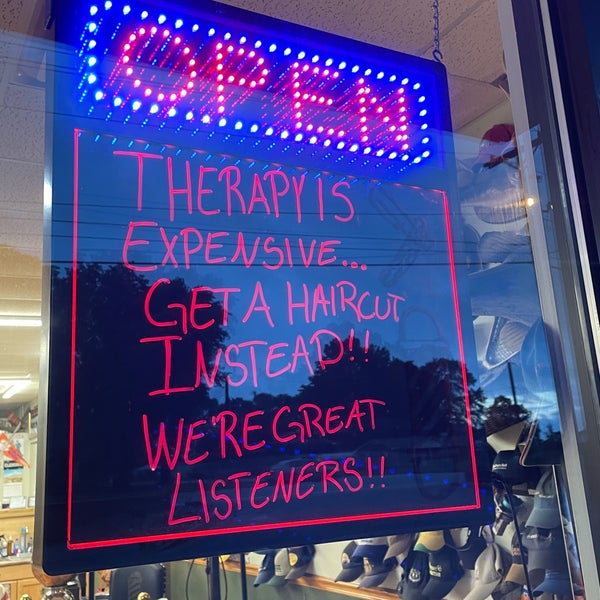 OPEN
THERAPY IS
EXPENSIVE...
GET A HAIRCUT
INSTEAD!!
WE'RE GREAT
LISTENERS!!